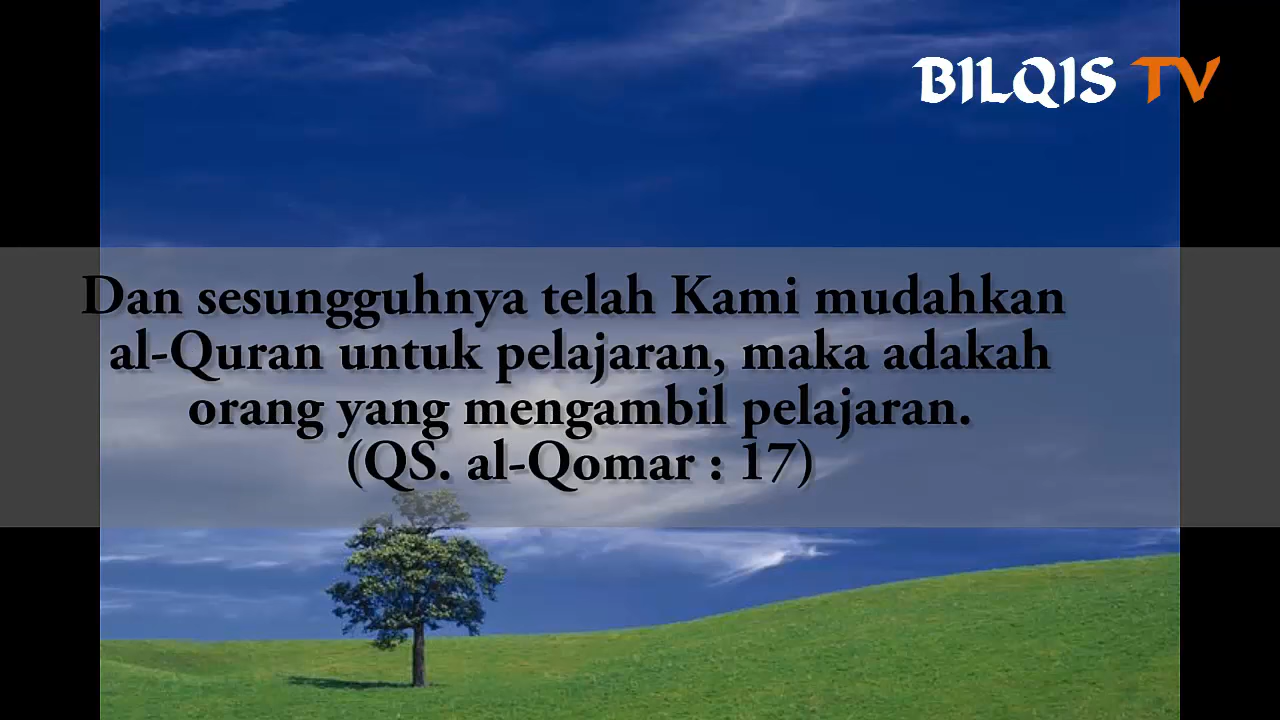 BILQIS TV
Dan sesungguhnya telah Kami mudahkan
al-Quran untuk pelajaran, maka adakah
orang yang mengambil pelajaran.
(QS. al-Qomar : 17)